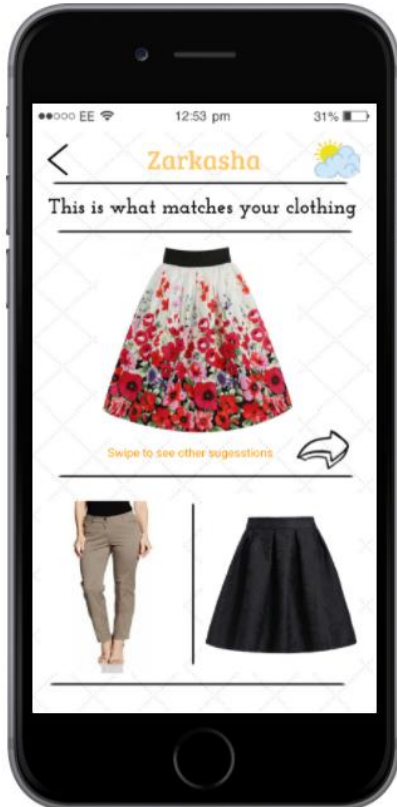 EE 12:53 pm 31%
Zarkasha
This is what matches your clothing
Swipe to see other sugesstions